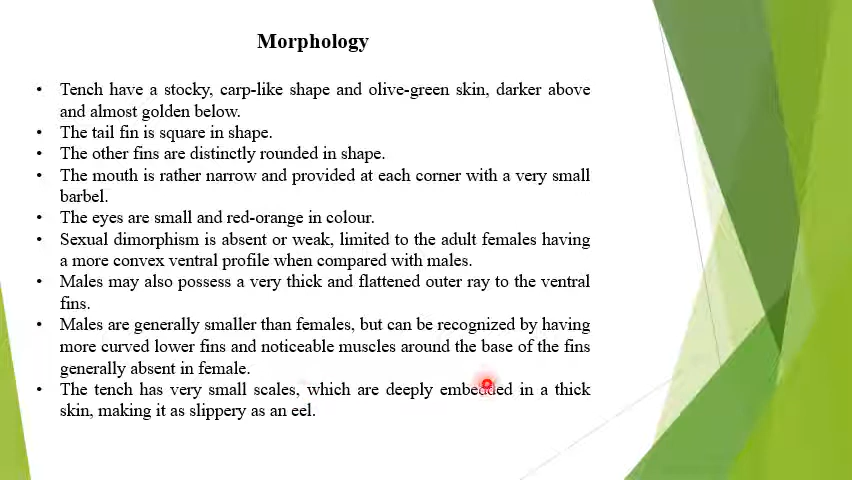 Morphology
• Tench have a stocky, carp-like shape and olive-green skin, darker above
and almost golden below.
• The tail fin is square in shape.
• The other fins are distinctly rounded in shape.
• The mouth is rather narrow and provided at each corner with a very small
barbel.
• The eyes are small and red-orange in colour.
• Sexual dimorphism is absent or weak, limited to the adult females having
a more convex ventral profile when compared with males.
• Males may also possess a very thick and flattened outer ray to the ventral
fins.
• Males are generally smaller than females, but can be recognized by having
more curved lower fins and noticeable muscles around the base of the fins
generally absent in female.
• The tench has very small scales, which are deeply embedded in a thick
skin, making it as slippery as an eel.